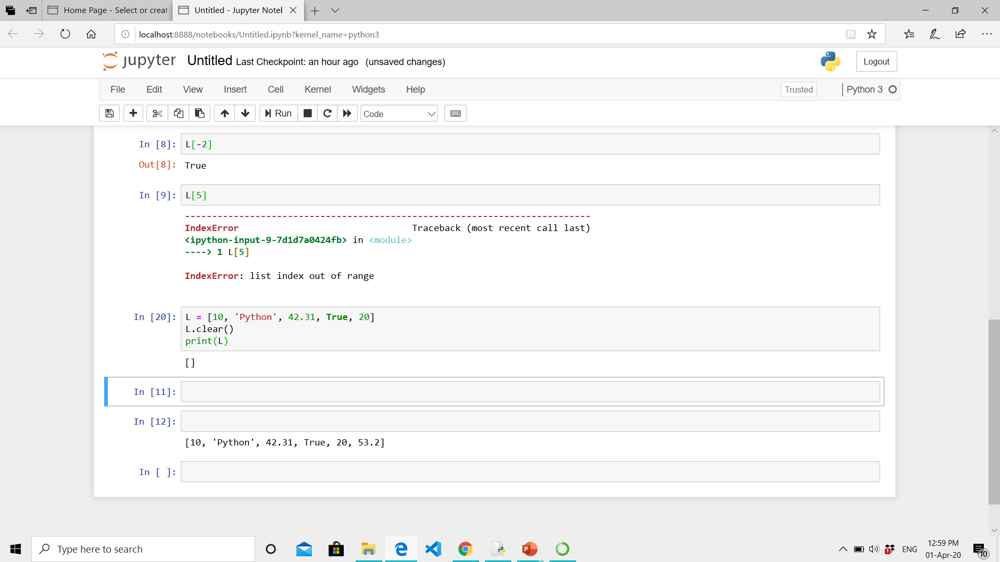 Home Page - Select or creat
Untitled - Jupyter Noteb
localhost:8888/notebooks/Untitled.ipynb?kernel_name=python3
jupyter Untitled Last Checkpoint: an hour ago (unsaved changes)
Logout
File Edit View Insert Cell Kernel Widgets Help
Trusted
Python 3
Run
Code
In [8]: L[-2]
Out[8]: True
In [9]: L[5]
---------------------------------------------------------------------------
IndexError Traceback (most recent call last)
<ipython-input-9-7d1d7a0424fb> in <module>
----> 1 L[5]
IndexError: list index out of range
In [20]: L = [10, 'Python', 42.31, True, 20]
L.clear()
print(L)
[]
In [11]:
In [12]:
[10, 'Python', 42.31, True, 20, 53.2]
In [ ]:
Type here to search
P
1
ENG
12:59 PM
01-Apr-20
10